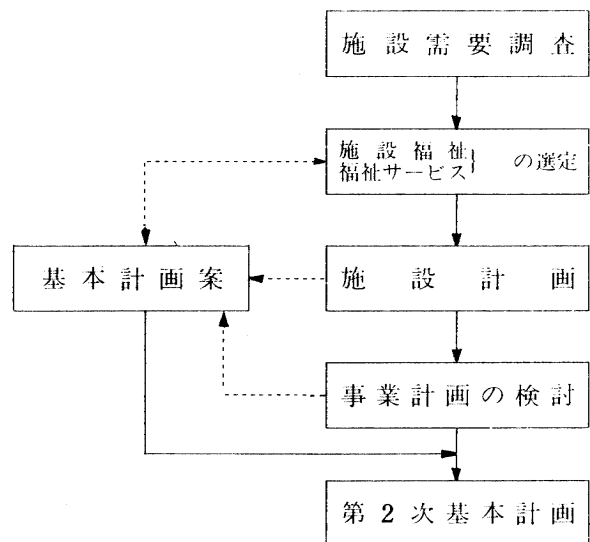 施設需要調査
施設福祉
福祉サービス}の選定
基本計画案
施設計画
事業計画の検討
第2次基本計画